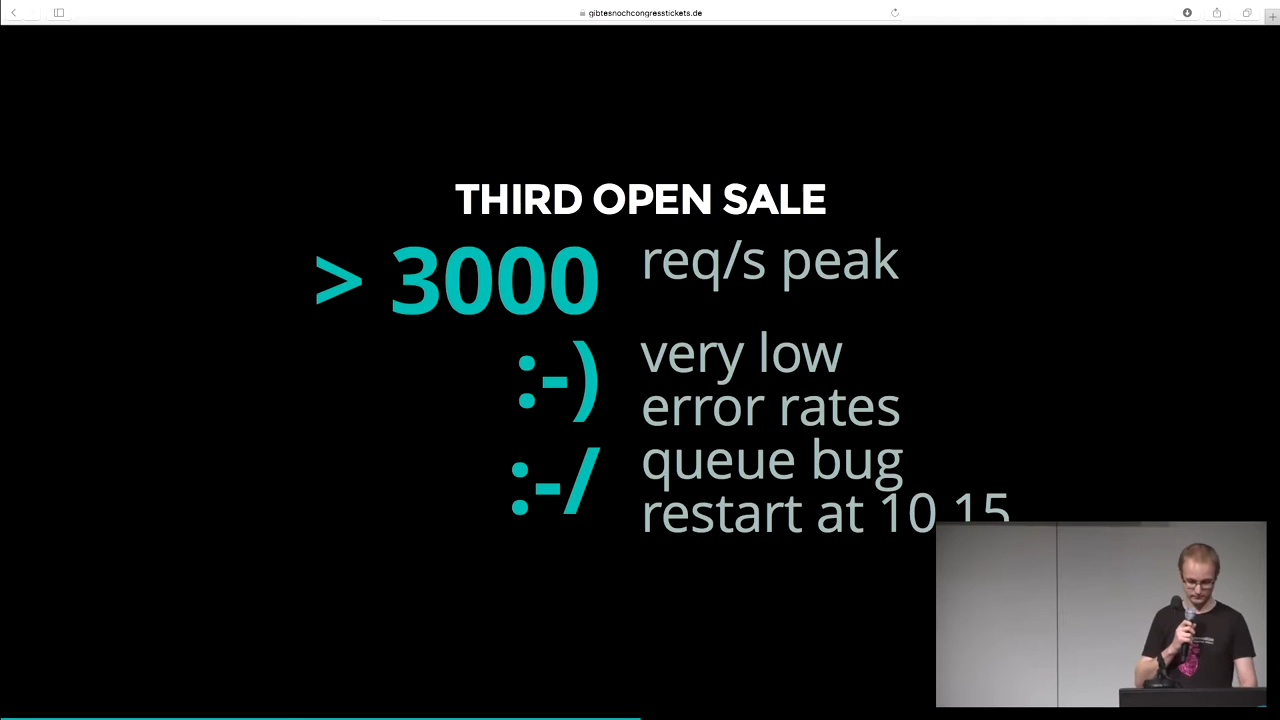 gibtesnochcongresstickets.de
THIRD OPEN SALE
> 3000 req/s peak
:-) very low
error rates
:-/ queue bug
restart at 10 15